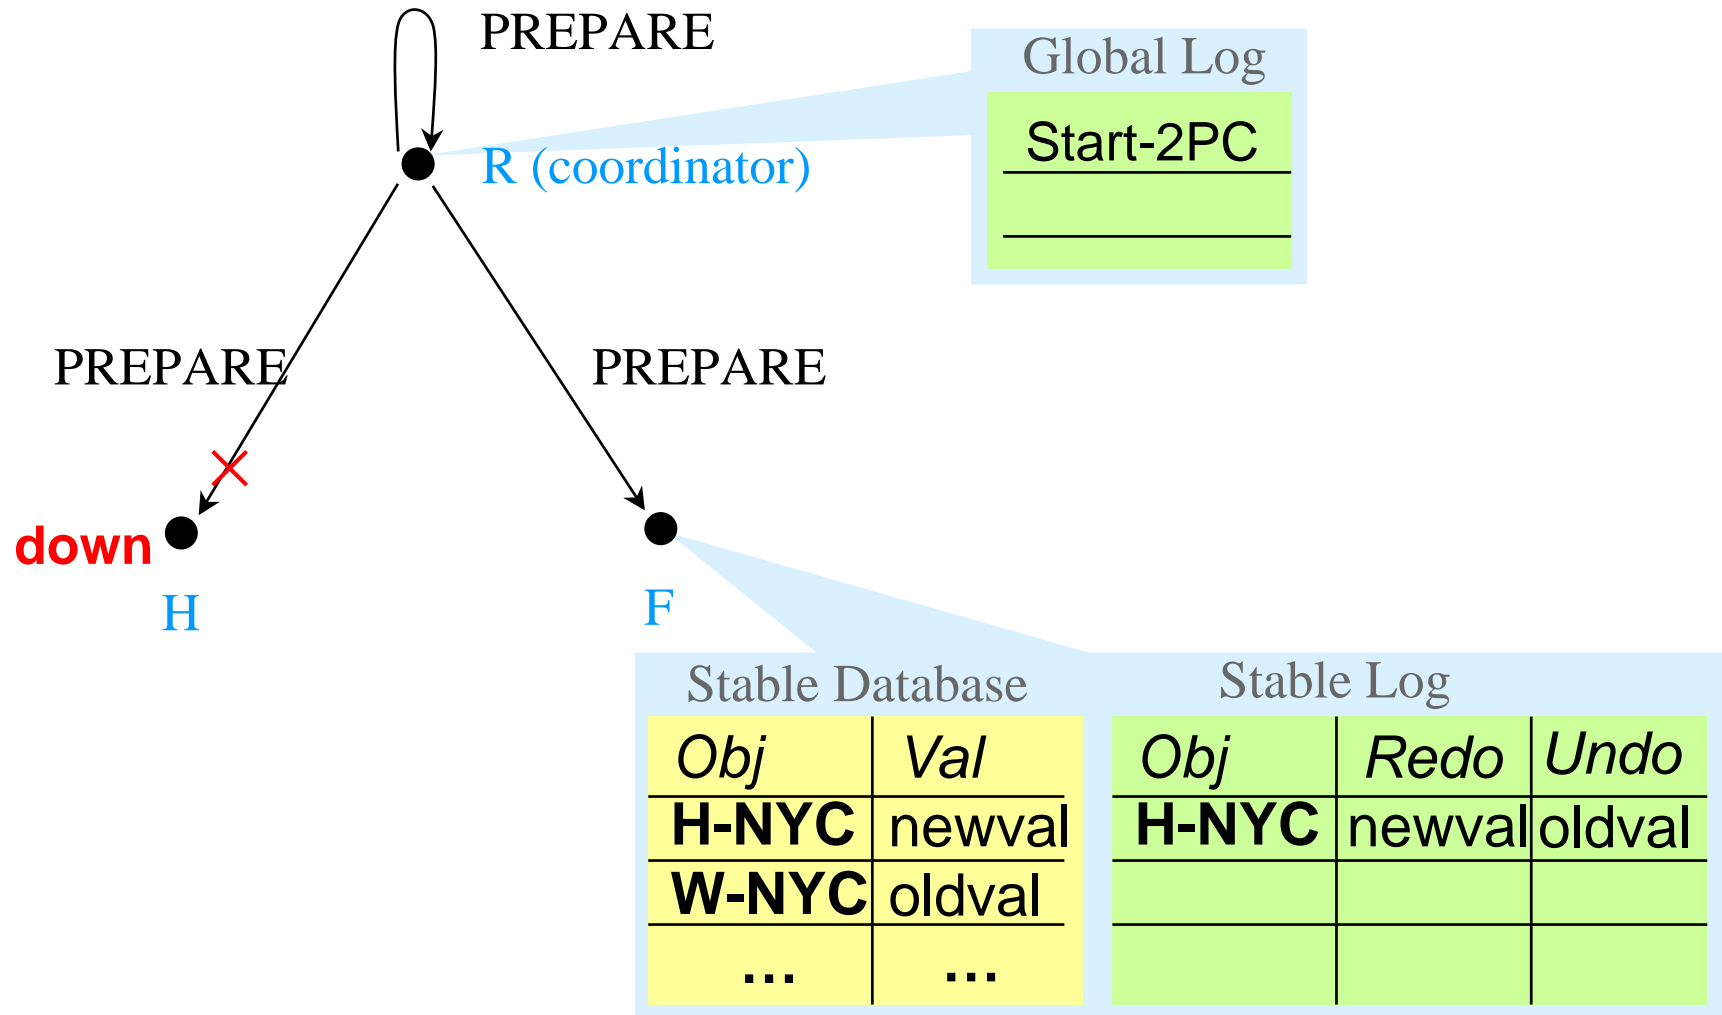 PREPARE
Global Log
Start-2PC
R (coordinator)
PREPARE
PREPARE
down
H
F
Stable Database
Stable Log
Obj Val
Obj Redo Undo
H-NYC newval
H-NYC newval oldval
W-NYC oldval
... ...